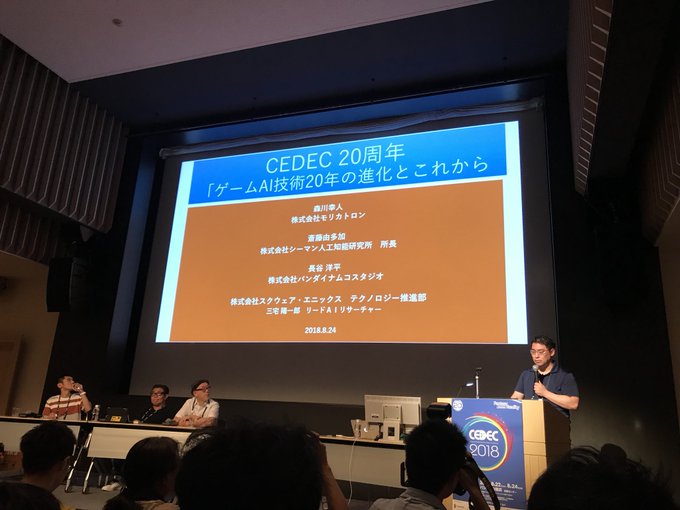 CEDEC 20周年
「ゲームAI技術20年の進化とこれから
森川幸人
株式会社モリカトロン
斎藤由多加
株式会社シーマン人工知能研究所　所長
長谷 洋平
株式会社バンダイナムコスタジオ
株式会社スクウェア・エニックス　テクノロジー推進部
三宅 陽一郎　リードＡＩリサーチャー
2018.8.24
CEDEC
2018